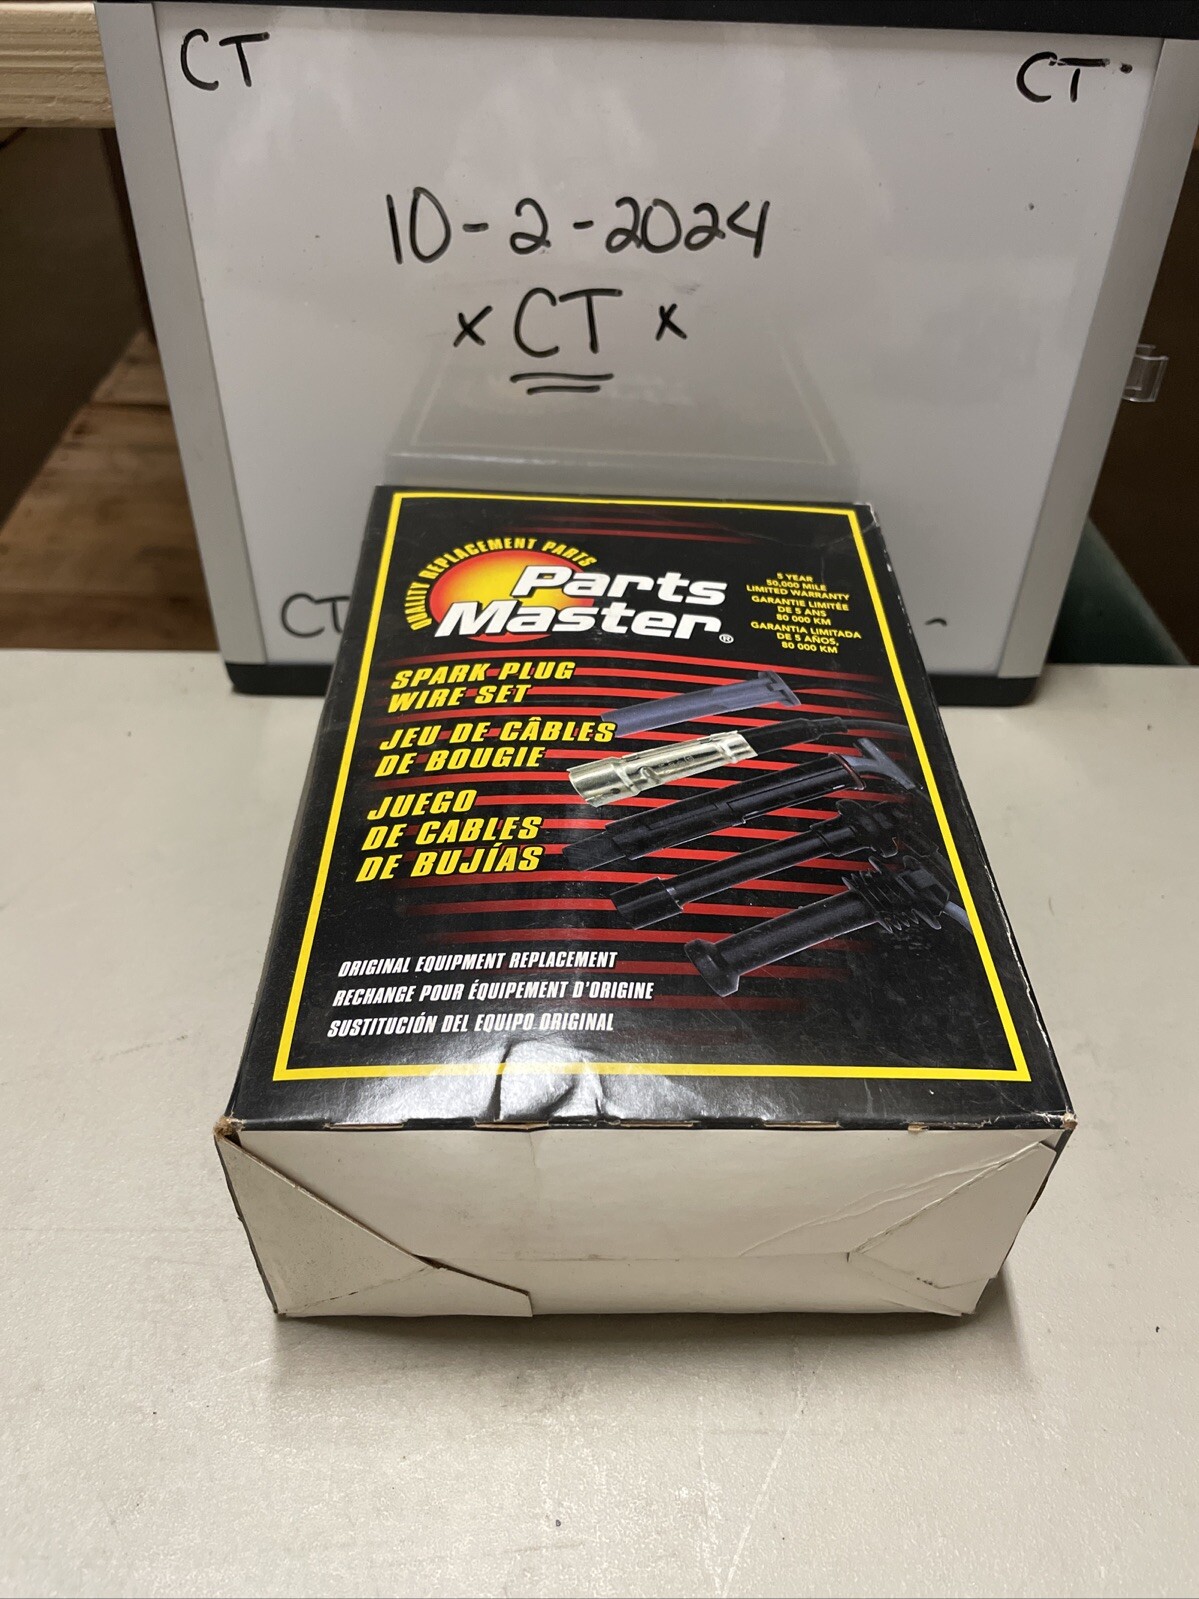 CT
CT
10-2-2024
x CT x
CT
QUALITY REPLACEMENT PARTS
Parts
Master®
5 YEAR
50,000 MILE
LIMITED WARRANTY
GARANTIE LIMITÉE
DE 5 ANS
80 000 KM
GARANTIA LIMITADA
DE 5 AÑOS,
80 000 KM
SPARK PLUG
WIRE SET
JEU DE CÂBLES
DE BOUGIE
JUEGO
DE CABLES
DE BUJÍAS
ORIGINAL EQUIPMENT REPLACEMENT
RECHANGE POUR ÉQUIPEMENT D'ORIGINE
SUSTITUCIÓN DEL EQUIPO ORIGINAL